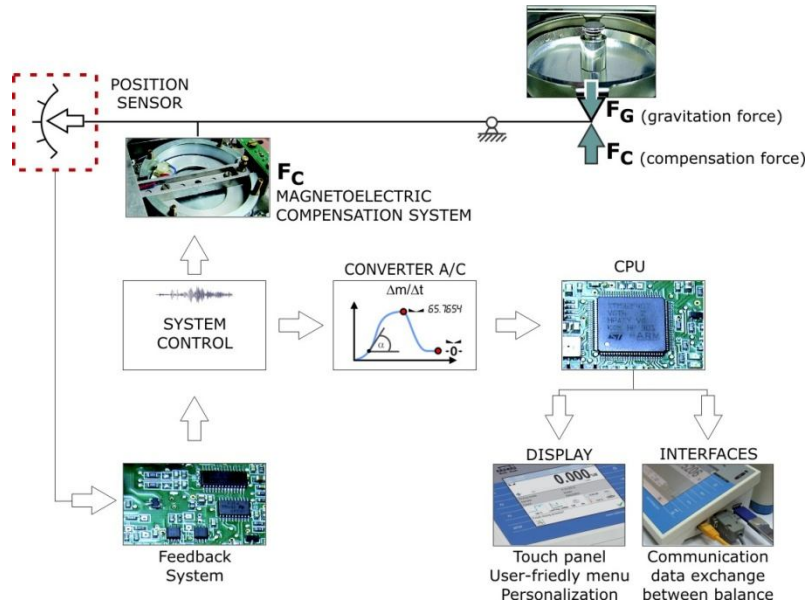 POSITION
SENSOR
FG (gravitation force)
FC (compensation force)
FC
MAGNETOELECTRIC
COMPENSATION SYSTEM
SYSTEM
CONTROL
CONVERTER A/C
Δm/Δt
65.7654
α
-0-
CPU
ARM
Feedback
System
DISPLAY
0.000
INTERFACES
Touch panel
User-friedly menu
Personalization
Communication
data exchange
between balance